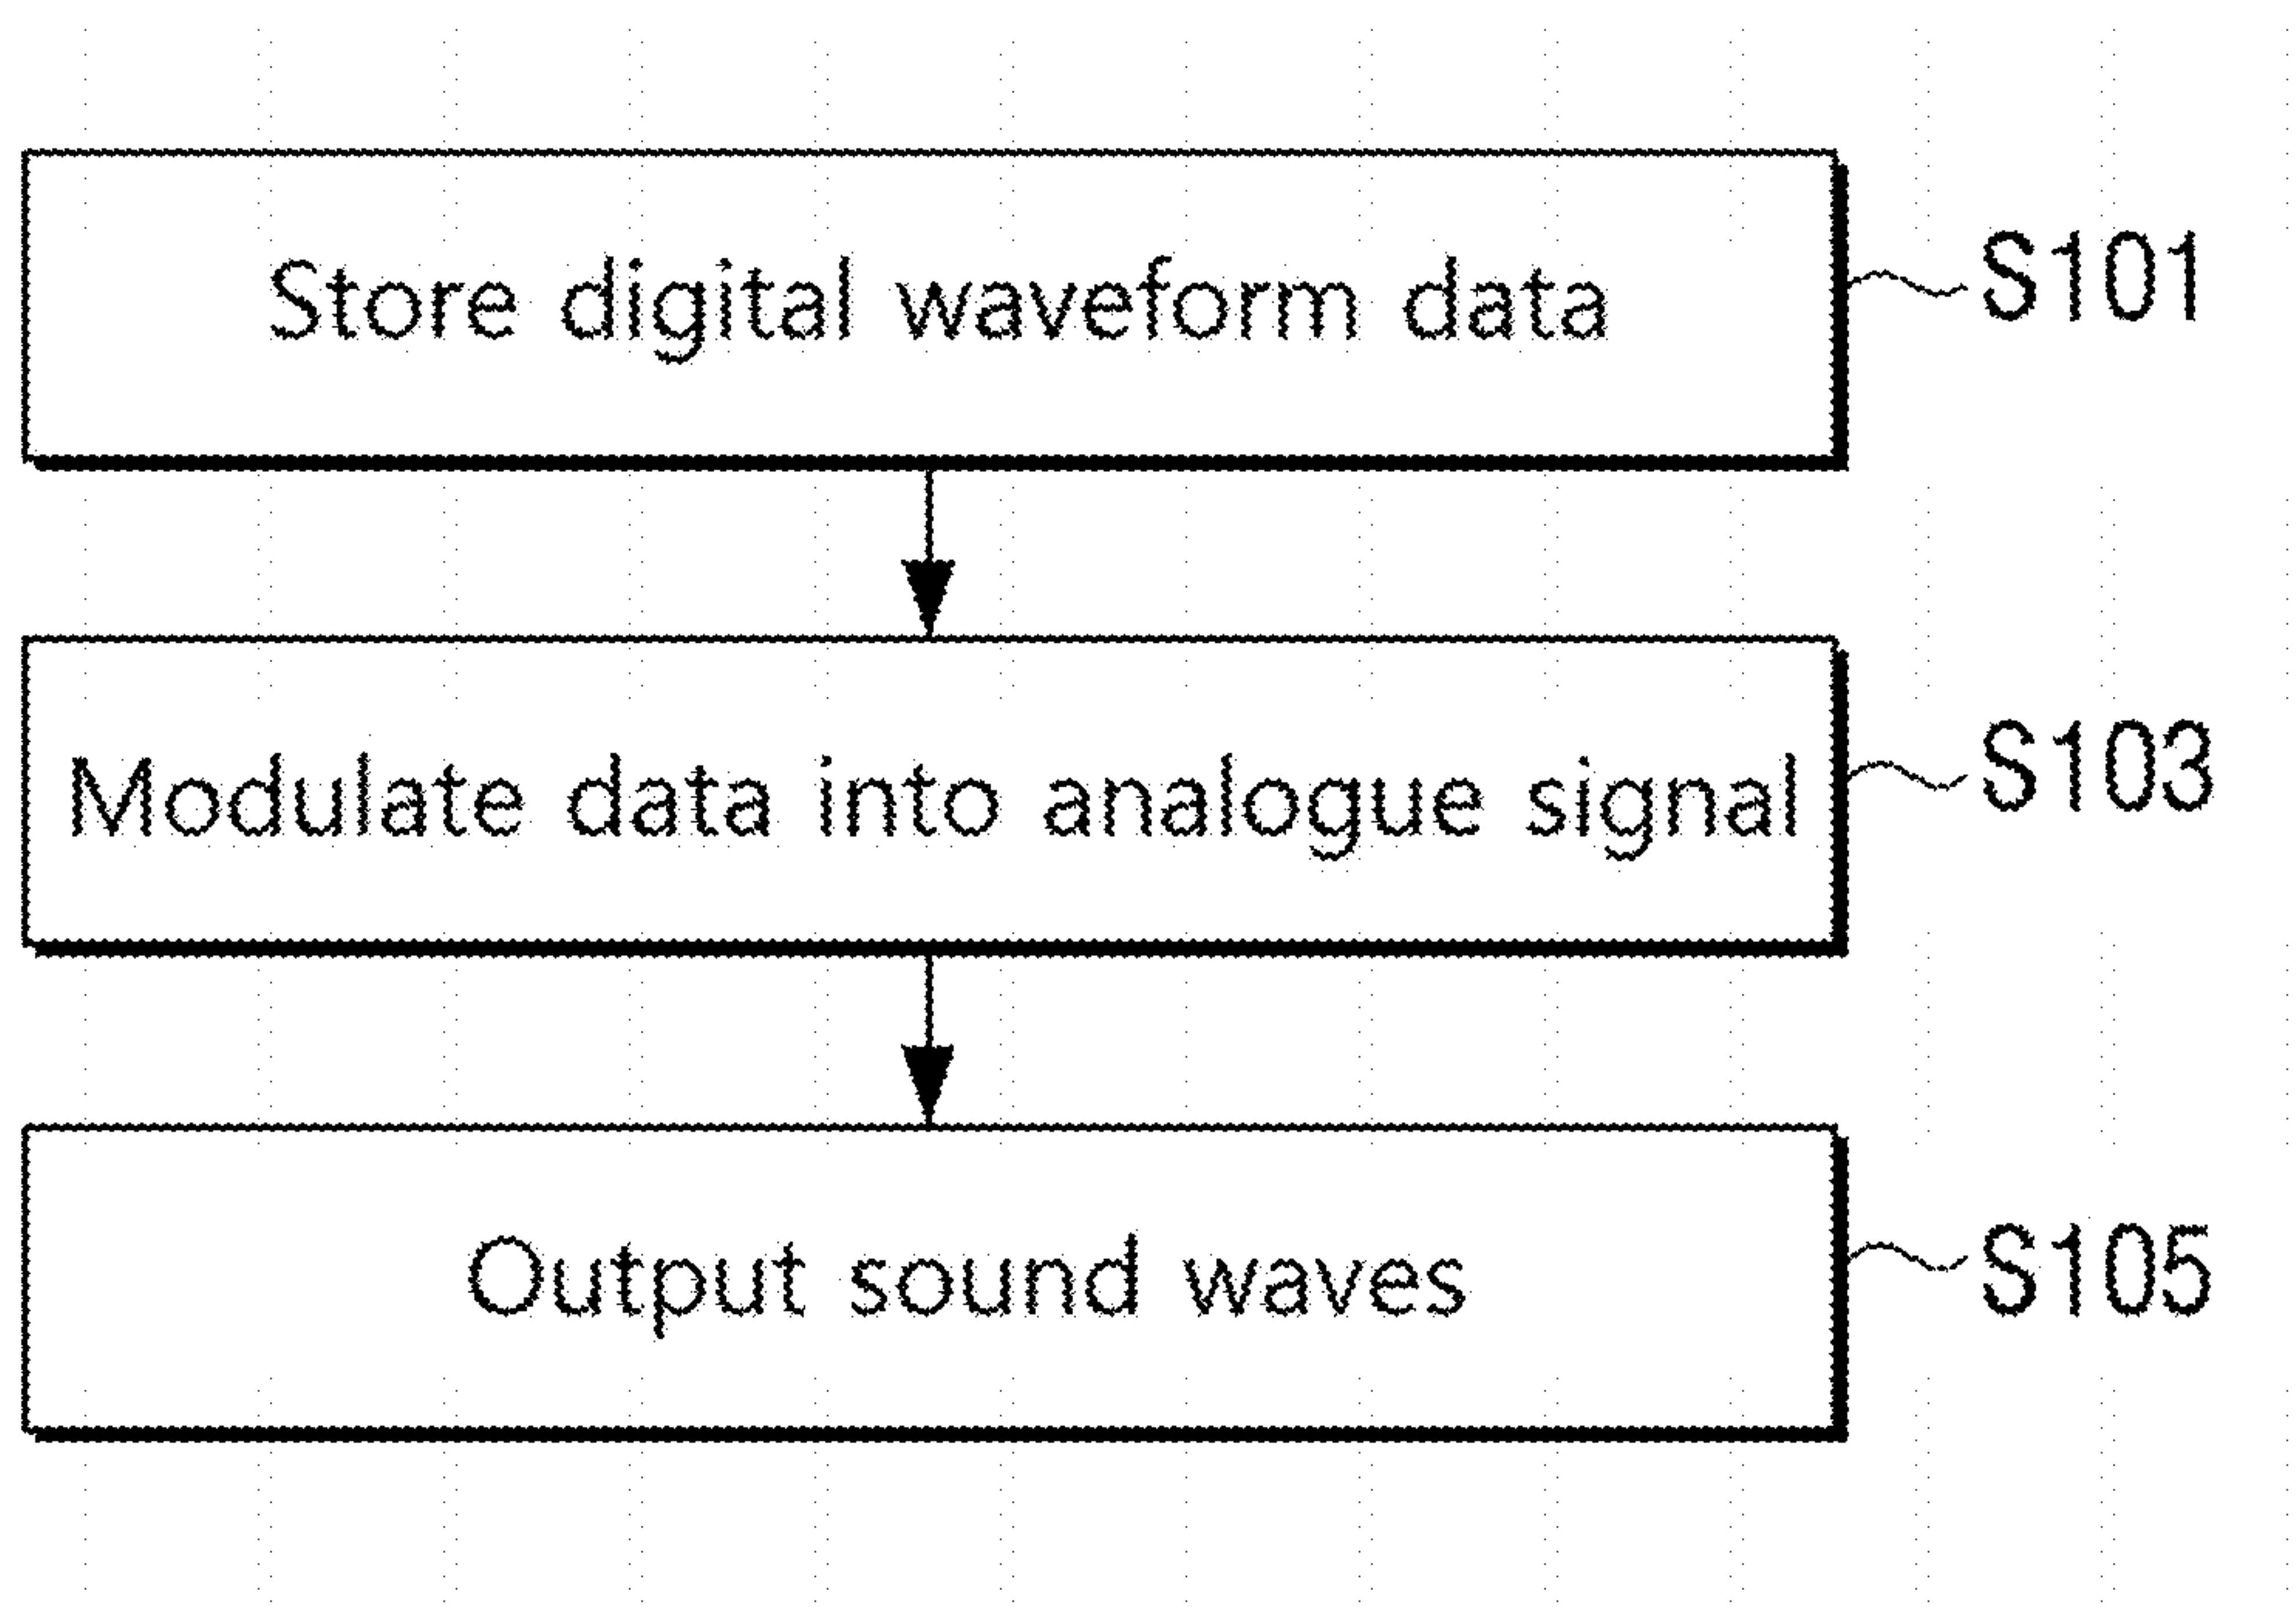 Store digital waveform data S101
Modulate data into analogue signal S103
Output sound waves S105